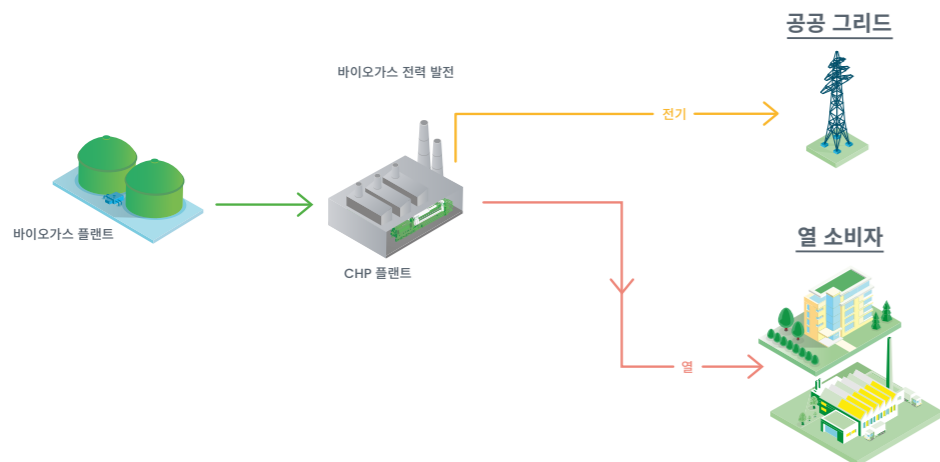 공공 그리드
바이오가스 전력 발전
전기
바이오가스 플랜트
열 소비자
CHP 플랜트
열